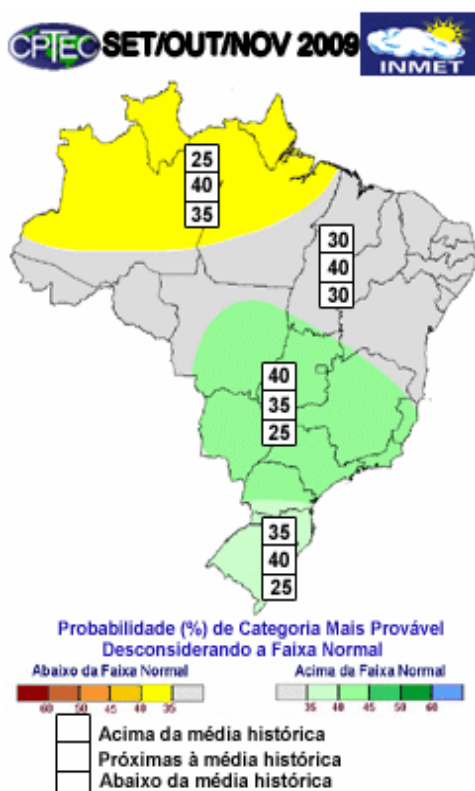 CPTEC SET/OUT/NOV 2009 INMET
25
40
35
30
40
30
40
35
25
35
40
25
Probabilidade (%) de Categoria Mais Provável
Desconsiderando a Faixa Normal
Abaixo da Faixa Normal Acima da Faixa Normal
60 50 45 40 35 35 40 45 50 60
Acima da média histórica
Próximas à média histórica
Abaixo da média histórica